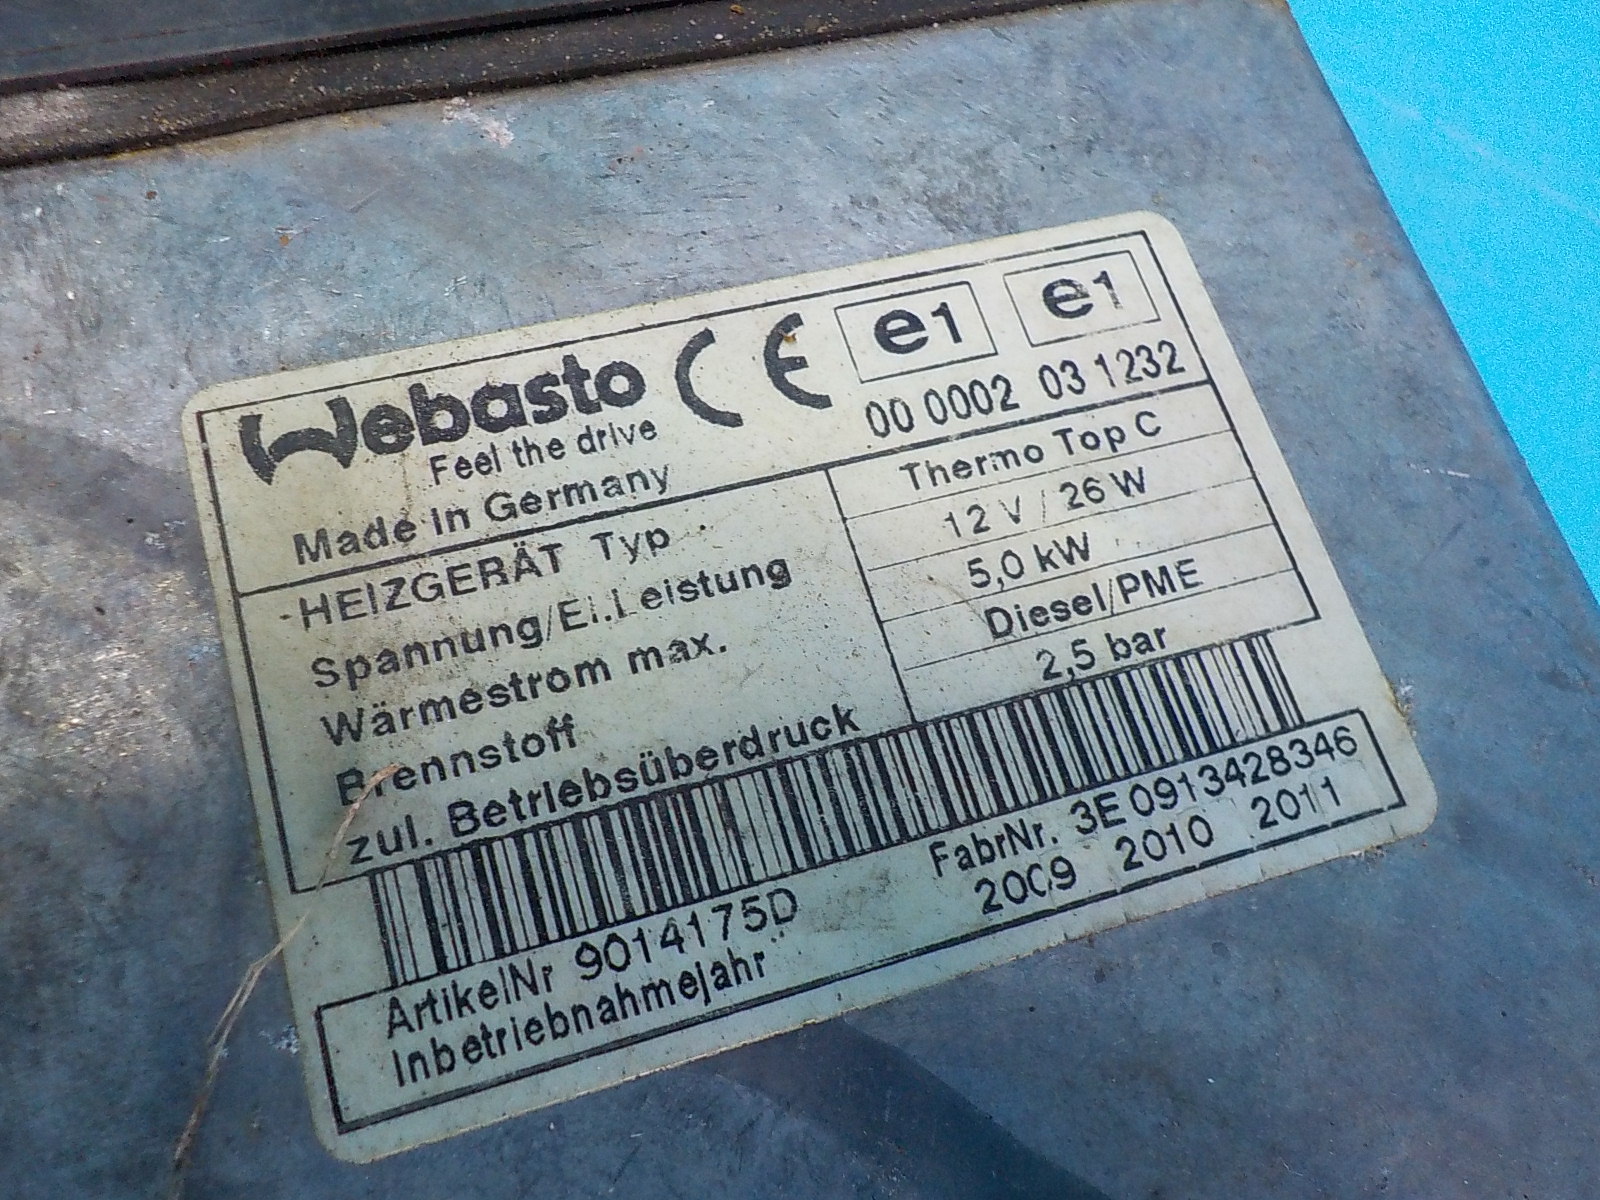 Webasto CE e1 e1
Feel the drive 00 0002 03 1232
Made in Germany
HEIZGERÄT Typ Thermo Top C
Spannung/El.Leistung 12 V / 26 W
Wärmestrom max. 5,0 kW
Brennstoff Diesel/PME
zul. Betriebsüberdruck 2,5 bar
ArtikelNr 9014175D FabrNr. 3E 0913428346
Inbetriebnahmejahr 2009 2010 2011